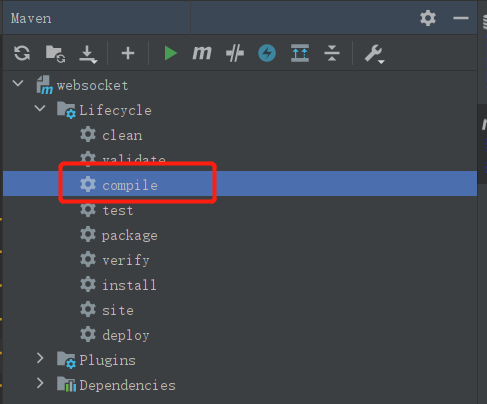 Maven
websocket
Lifecycle
clean
validate
compile
test
package
verify
install
site
deploy
Plugins
Dependencies